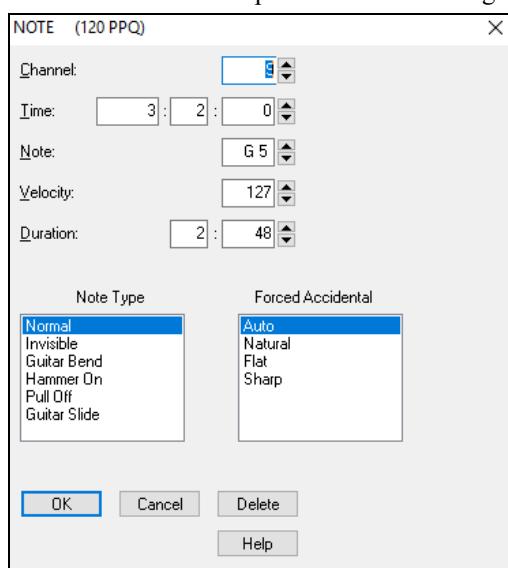 NOTE (120 PPQ)
Channel:
Time: 3 : 2 : 0
Note: G 5
Velocity: 127
Duration: 2 : 48
Note Type Forced Accidental
Normal Auto
Invisible Natural
Guitar Bend Flat
Hammer On Sharp
Pull Off
Guitar Slide
OK Cancel Delete
Help